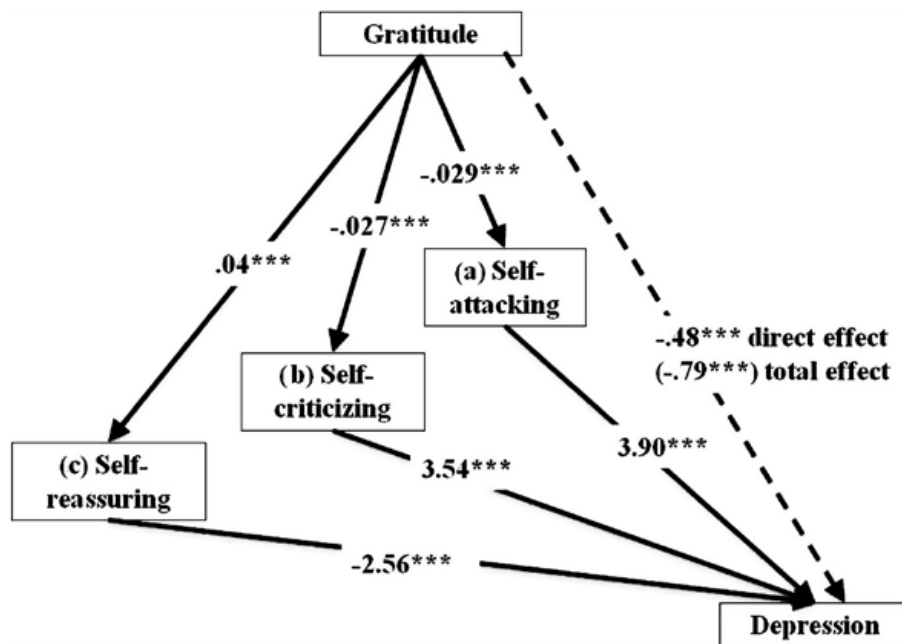 Gratitude
-.029***
-.027***
.04***
(a) Self-
attacking
-.48*** direct effect
(-.79***) total effect
(b) Self-
criticizing
3.90***
(c) Self-
reassuring
3.54***
-2.56***
Depression